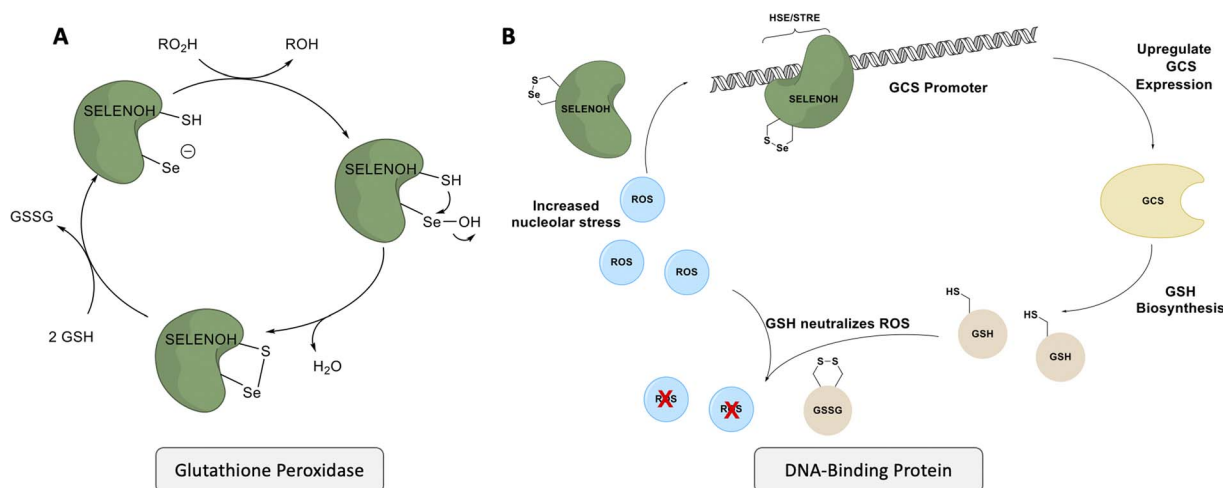 A
RO₂H
ROH
SELENOH
SH
Se
⊖
SELENOH
SH
Se
OH
GSSG
2 GSH
SELENOH
S
Se
H₂O
Glutathione Peroxidase
B
HSE/STRE
S
Se
SELENOH
SELENOH
S
Se
GCS Promoter
Upregulate
GCS
Expression
Increased
nucleolar stress
ROS
ROS
ROS
GCS
GSH
Biosynthesis
HS
GSH
HS
GSH
GSH neutralizes ROS
S
S
GSSG
ROS
X
ROS
X
DNA-Binding Protein